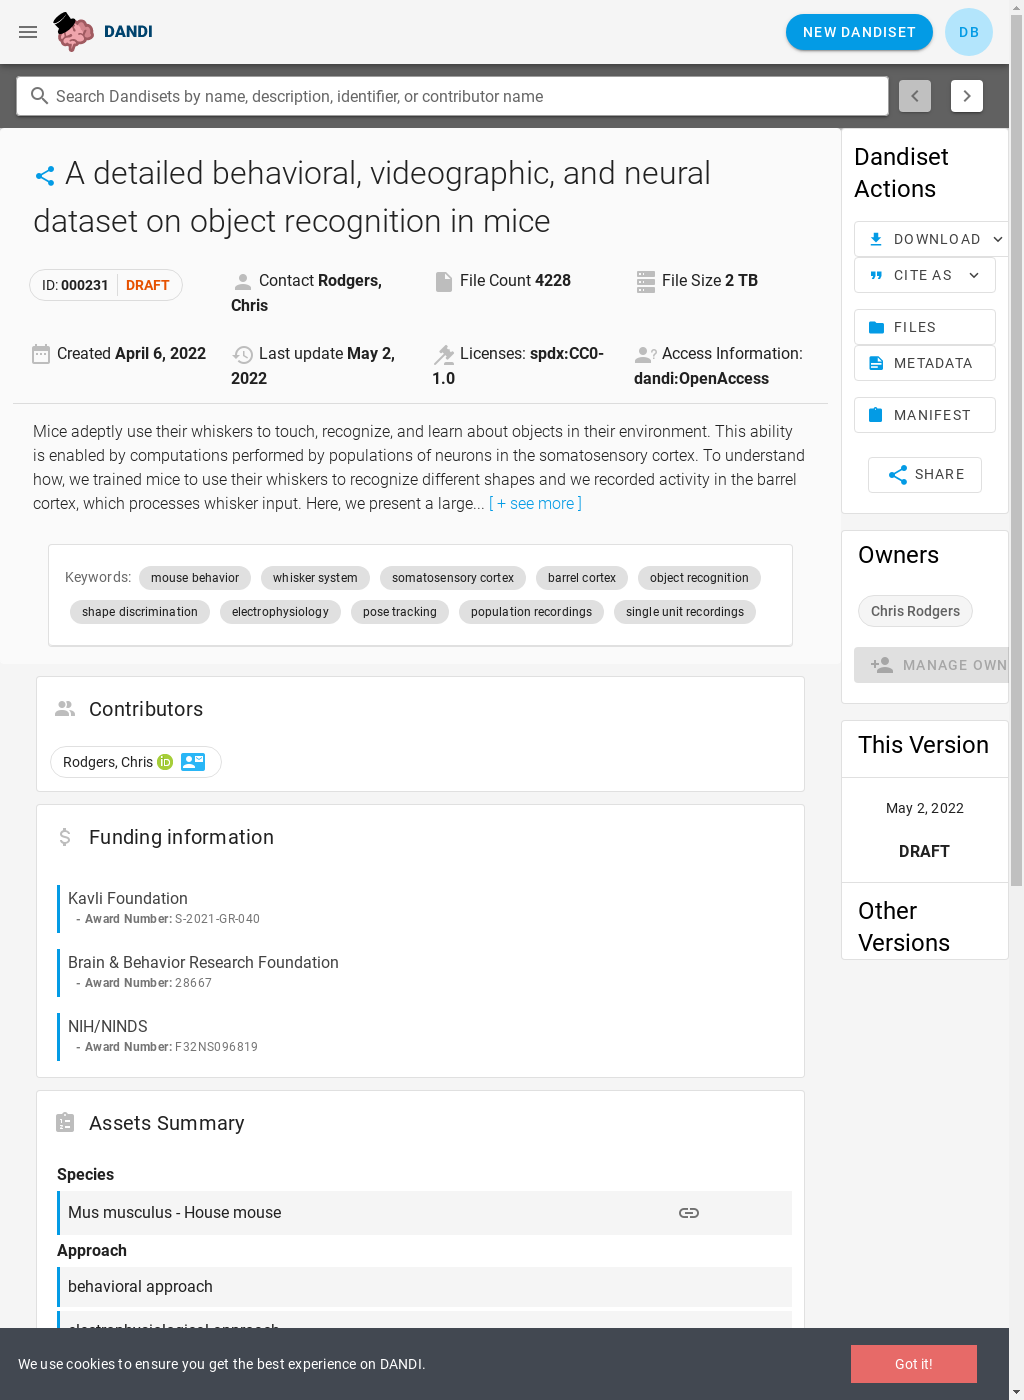 DANDI
NEW DANDISET
DB
Search Dandisets by name, description, identifier, or contributor name
A detailed behavioral, videographic, and neural
dataset on object recognition in mice
ID: 000231 DRAFT
Contact Rodgers,
Chris
File Count 4228
File Size 2 TB
Created April 6, 2022
Last update May 2,
2022
Licenses: spdx:CC0-
1.0
Access Information:
dandi:OpenAccess
Mice adeptly use their whiskers to touch, recognize, and learn about objects in their environment. This ability
is enabled by computations performed by populations of neurons in the somatosensory cortex. To understand
how, we trained mice to use their whiskers to recognize different shapes and we recorded activity in the barrel
cortex, which processes whisker input. Here, we present a large... [ + see more ]
Keywords: mouse behavior whisker system somatosensory cortex barrel cortex object recognition
shape discrimination electrophysiology pose tracking population recordings single unit recordings
Contributors
Rodgers, Chris iD
Funding information
Kavli Foundation
- Award Number: S-2021-GR-040
Brain & Behavior Research Foundation
- Award Number: 28667
NIH/NINDS
- Award Number: F32NS096819
Assets Summary
Species
Mus musculus - House mouse
Approach
behavioral approach
electrophysiological approach
Dandiset
Actions
DOWNLOAD
CITE AS
FILES
METADATA
MANIFEST
SHARE
Owners
Chris Rodgers
MANAGE OWN
This Version
May 2, 2022
DRAFT
Other
Versions
We use cookies to ensure you get the best experience on DANDI.
Got it!